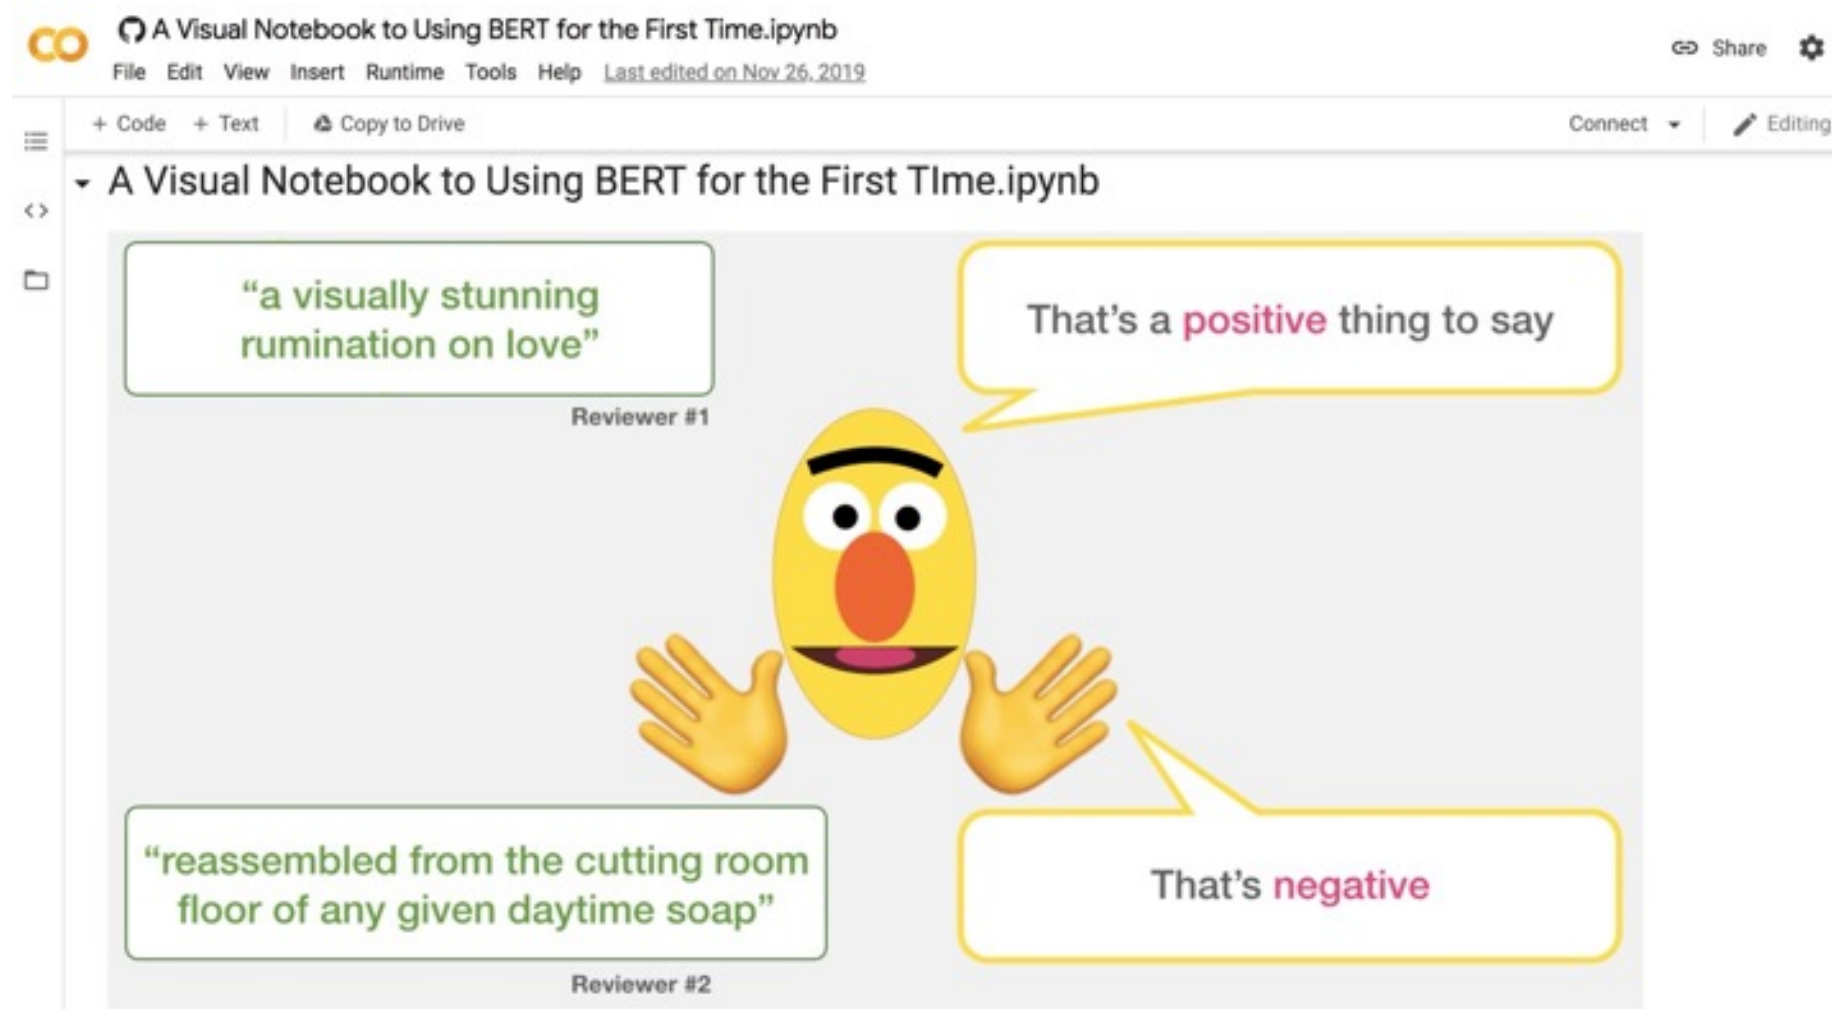 A Visual Notebook to Using BERT for the First Time.ipynb
File Edit View Insert Runtime Tools Help Last edited on Nov 26, 2019
Share
+ Code + Text Copy to Drive
Connect
Editing
A Visual Notebook to Using BERT for the First TIme.ipynb
“a visually stunning
rumination on love”
Reviewer #1
That’s a positive thing to say
“reassembled from the cutting room
floor of any given daytime soap”
Reviewer #2
That’s negative